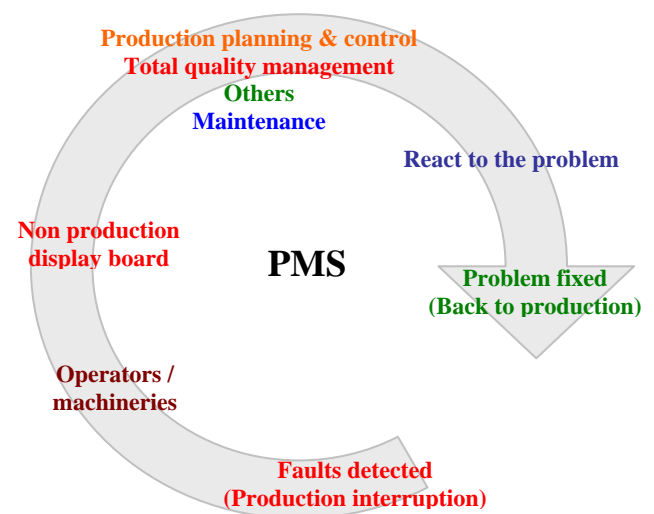 Production planning & control
Total quality management
Others
Maintenance
React to the problem
Non production
display board
PMS
Problem fixed
(Back to production)
Operators /
machineries
Faults detected
(Production interruption)